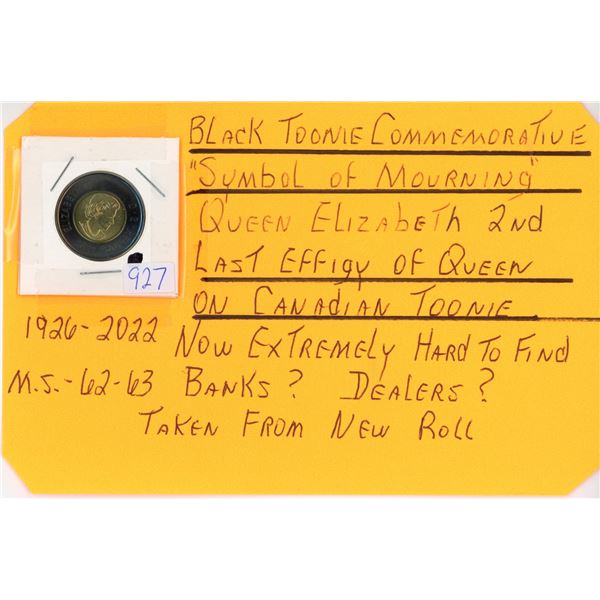 BLACK TOONIE COMMEMORATIVE
"SYMBOL OF MOURNING"
QUEEN ELIZABETH 2nd
LAST EFFIGY OF QUEEN
ON CANADIAN TOONIE
ELIZABETH
927
1926-2022
NOW EXTREMELY HARD TO FIND
M.S.-62-63 BANKS? DEALERS?
TAKEN FROM NEW ROLL